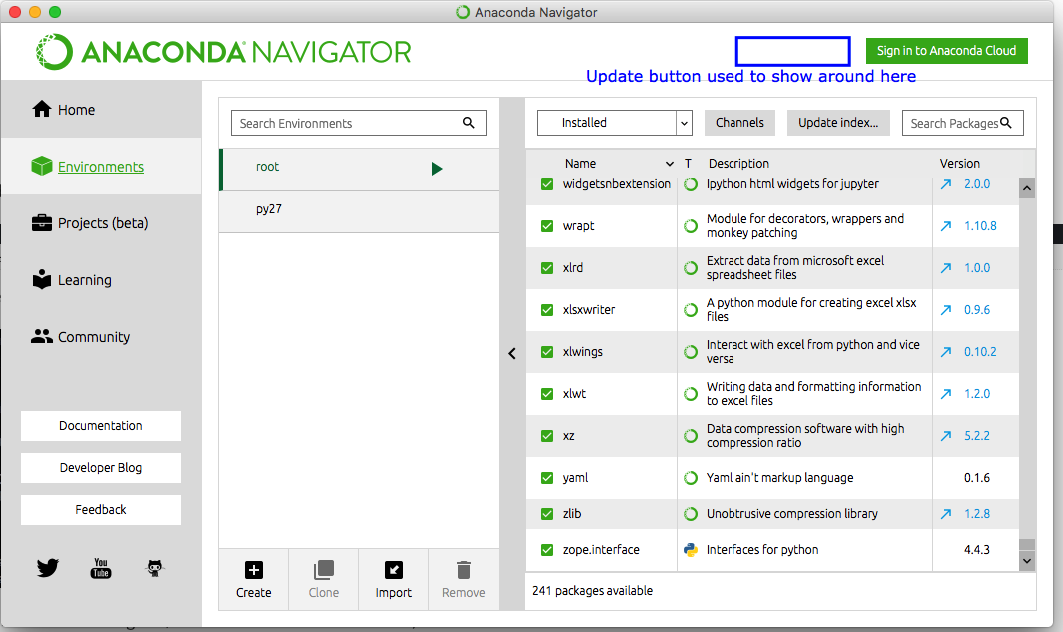 Anaconda Navigator
ANACONDA NAVIGATOR
Sign in to Anaconda Cloud
Update button used to show around here
Home
Environments
Projects (beta)
Learning
Community
Documentation
Developer Blog
Feedback
You
Tube
Search Environments
root
py27
Create
Clone
Import
Remove
Installed
Channels
Update index...
Search Packages
Name
T
Description
Version
widgetsnbextension
Ipython html widgets for jupyter
2.0.0
wrapt
Module for decorators, wrappers and
monkey patching
1.10.8
xlrd
Extract data from microsoft excel
spreadsheet files
1.0.0
xlsxwriter
A python module for creating excel xlsx
files
0.9.6
xlwings
Interact with excel from python and vice
versa
0.10.2
xlwt
Writing data and formatting information
to excel files
1.2.0
xz
Data compression software with high
compression ratio
5.2.2
yaml
Yaml ain't markup language
0.1.6
zlib
Unobtrusive compression library
1.2.8
zope.interface
Interfaces for python
4.4.3
241 packages available